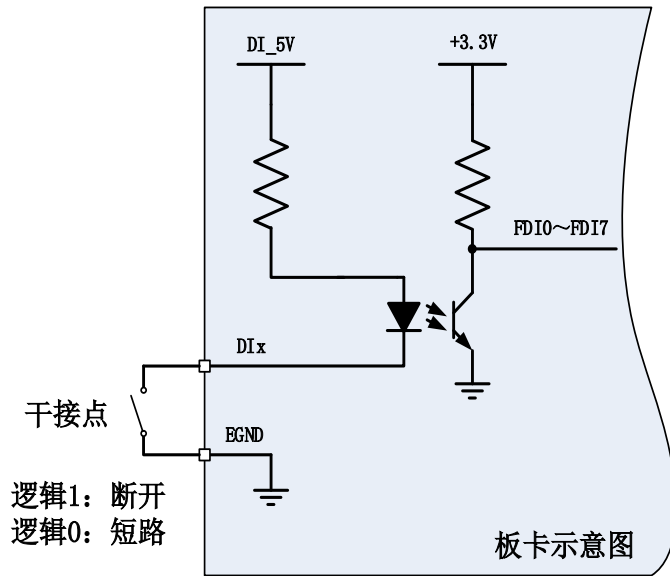 DI_5V
+3.3V
FDI0～FDI7
DIx
干接点
EGND
逻辑1：断开
逻辑0：短路
板卡示意图